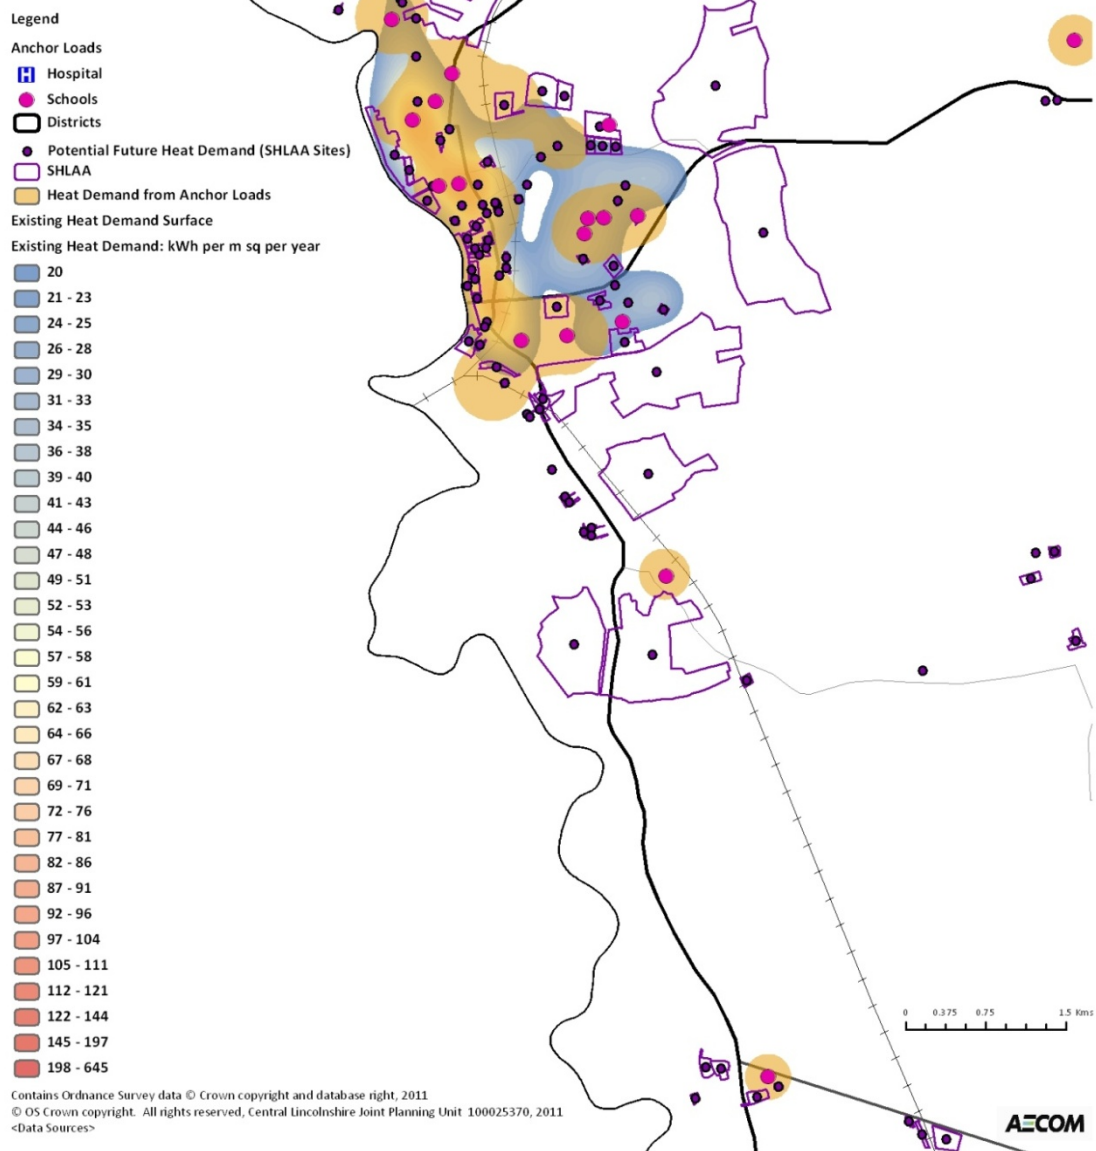 Legend
Anchor Loads
H Hospital
Schools
Districts
Potential Future Heat Demand (SHLAA Sites)
SHLAA
Heat Demand from Anchor Loads
Existing Heat Demand Surface
Existing Heat Demand: kWh per m sq per year
20
21 - 23
24 - 25
26 - 28
29 - 30
31 - 33
34 - 35
36 - 38
39 - 40
41 - 43
44 - 46
47 - 48
49 - 51
52 - 53
54 - 56
57 - 58
59 - 61
62 - 63
64 - 66
67 - 68
69 - 71
72 - 76
77 - 81
82 - 86
87 - 91
92 - 96
97 - 104
105 - 111
112 - 121
122 - 144
145 - 197
198 - 645
0 0.375 0.75 1.5 Kms
Contains Ordnance Survey data © Crown copyright and database right, 2011
© OS Crown copyright. All rights reserved, Central Lincolnshire Joint Planning Unit 100025370, 2011
<Data Sources>
AECOM